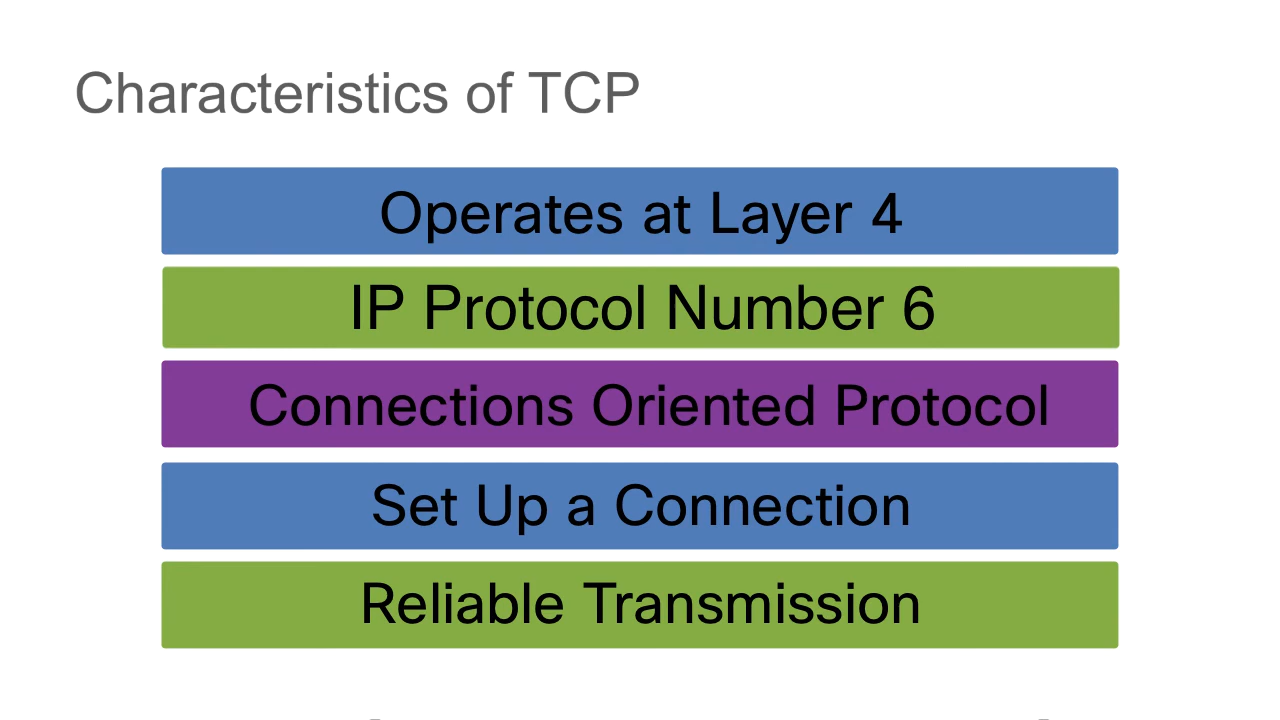 Characteristics of TCP
Operates at Layer 4
IP Protocol Number 6
Connections Oriented Protocol
Set Up a Connection
Reliable Transmission